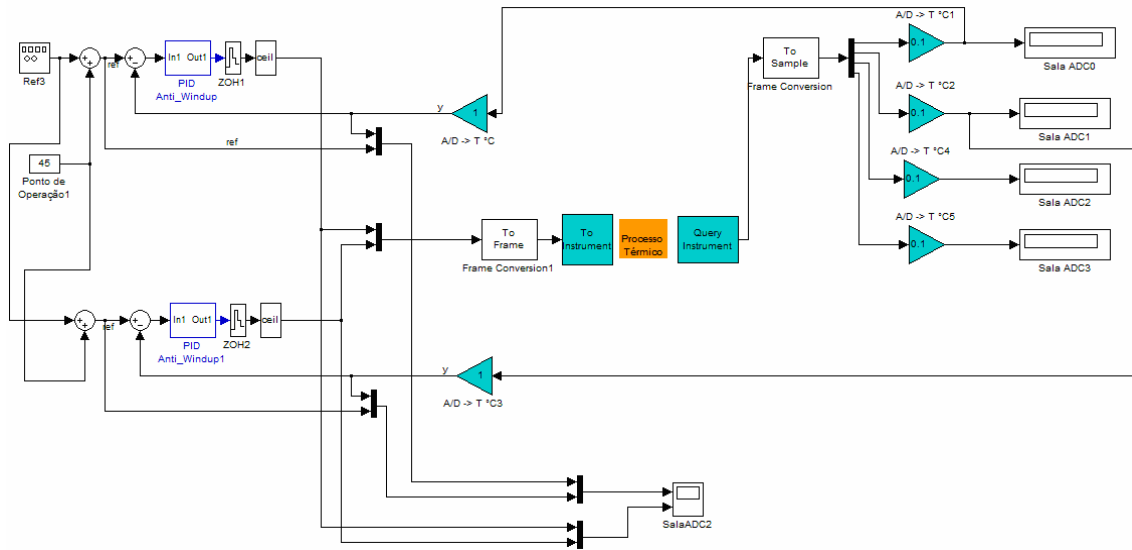 A/D -> T °C1
0.1
Sala ADC0
To
Sample
Frame Conversion
Ref3
ref
In1 Out1
PID
Anti_Windup
ZOH1
ceil
y
1
A/D -> T °C
ref
A/D -> T °C2
0.1
Sala ADC1
45
Ponto de
Operação1
A/D -> T °C4
0.1
Sala ADC2
To
Frame
Frame Conversion1
To
Instrument
Processo
Térmico
Query
Instrument
A/D -> T °C5
0.1
Sala ADC3
ref
In1 Out1
PID
Anti_Windup1
ZOH2
ceil
y
1
A/D -> T °C3
SalaADC2